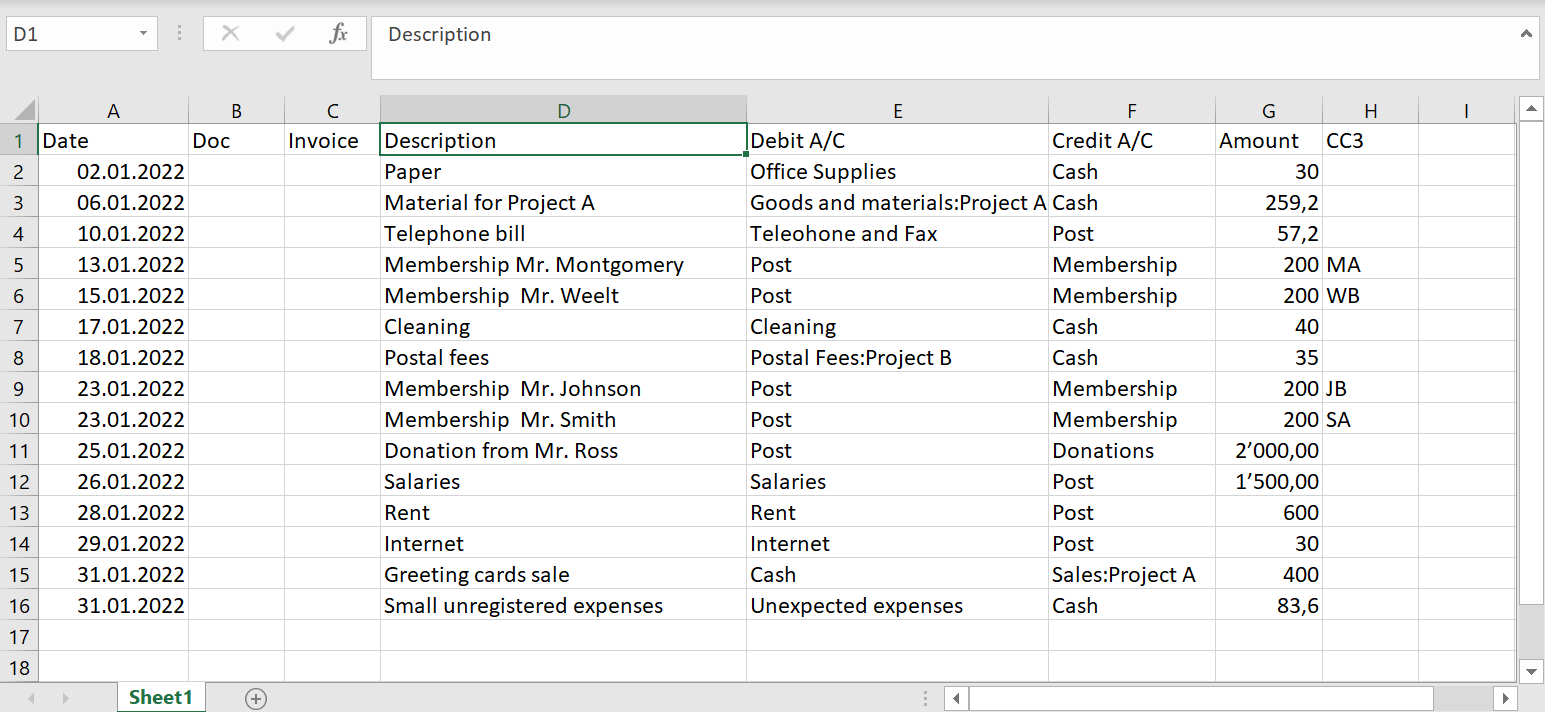 D1 fx Description
A B C D E F G H I
1 Date Doc Invoice Description Debit A/C Credit A/C Amount CC3
2 02.01.2022 Paper Office Supplies Cash 30
3 06.01.2022 Material for Project A Goods and materials:Project A Cash 259,2
4 10.01.2022 Telephone bill Teleohone and Fax Post 57,2
5 13.01.2022 Membership Mr. Montgomery Post Membership 200 MA
6 15.01.2022 Membership  Mr. Weelt Post Membership 200 WB
7 17.01.2022 Cleaning Cleaning Cash 40
8 18.01.2022 Postal fees Postal Fees:Project B Cash 35
9 23.01.2022 Membership  Mr. Johnson Post Membership 200 JB
10 23.01.2022 Membership  Mr. Smith Post Membership 200 SA
11 25.01.2022 Donation from Mr. Ross Post Donations 2’000,00
12 26.01.2022 Salaries Salaries Post 1’500,00
13 28.01.2022 Rent Rent Post 600
14 29.01.2022 Internet Internet Post 30
15 31.01.2022 Greeting cards sale Cash Sales:Project A 400
16 31.01.2022 Small unregistered expenses Unexpected expenses Cash 83,6
17
18
Sheet1